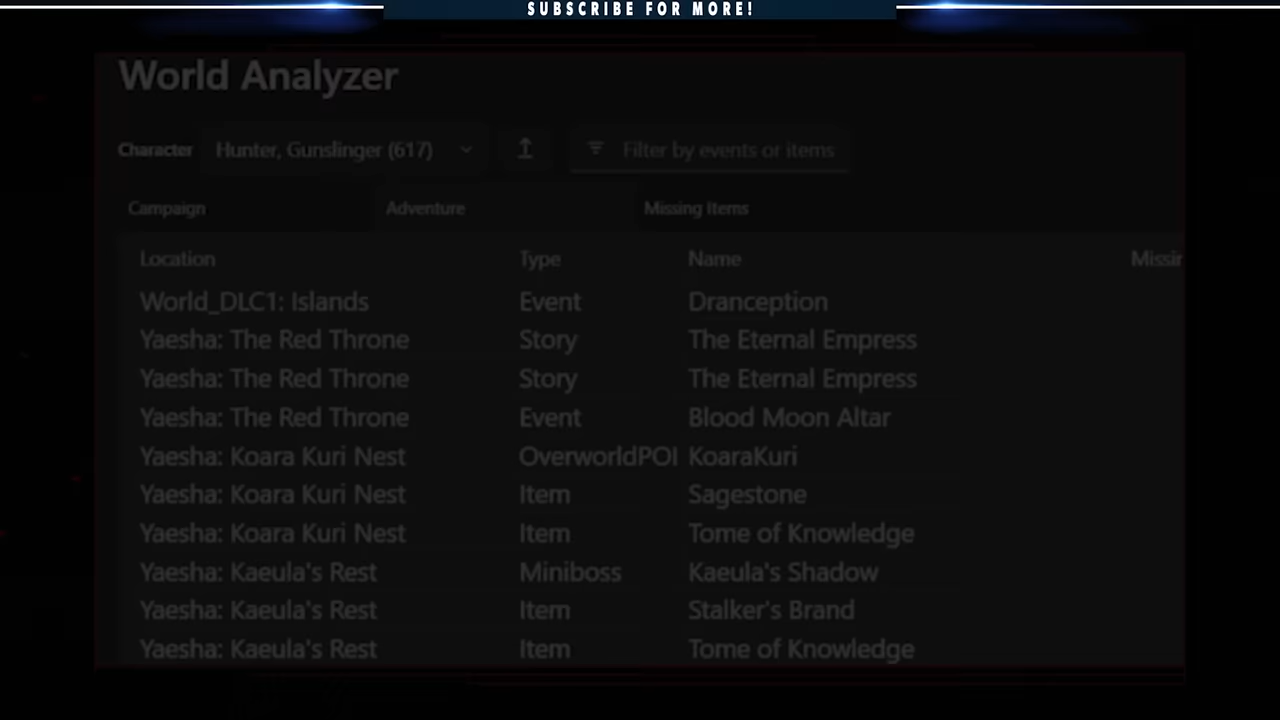 SUBSCRIBE FOR MORE!
World Analyzer
Character Hunter, Gunslinger (617) Filter by events or items
Campaign Adventure Missing Items
Location Type Name Missin
World_DLC1: Islands Event Dranception
Yaesha: The Red Throne Story The Eternal Empress
Yaesha: The Red Throne Story The Eternal Empress
Yaesha: The Red Throne Event Blood Moon Altar
Yaesha: Koara Kuri Nest OverworldPOI KoaraKuri
Yaesha: Koara Kuri Nest Item Sagestone
Yaesha: Koara Kuri Nest Item Tome of Knowledge
Yaesha: Kaeula's Rest Miniboss Kaeula's Shadow
Yaesha: Kaeula's Rest Item Stalker's Brand
Yaesha: Kaeula's Rest Item Tome of Knowledge